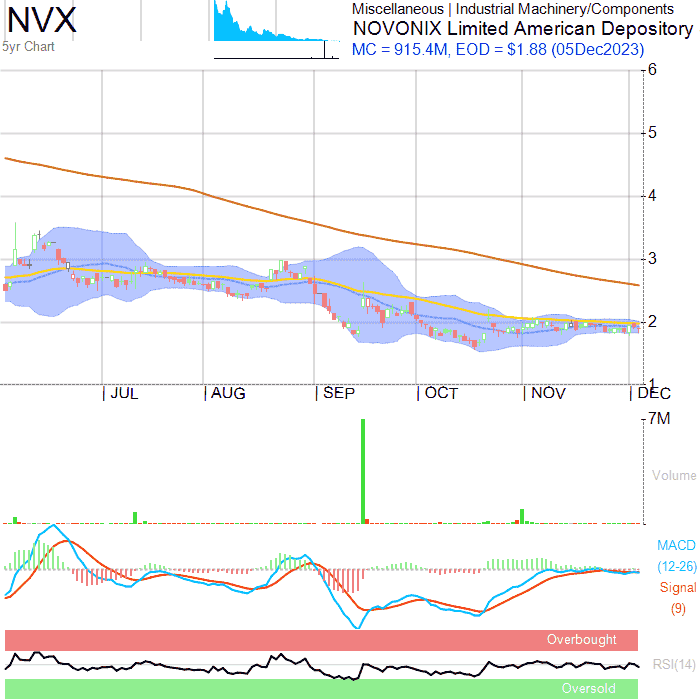 NVX
5yr Chart
Miscellaneous | Industrial Machinery/Components
NOVONIX Limited American Depository
MC = 915.4M, EOD = $1.88 (05Dec2023)
6
5
4
3
2
1
JUL
AUG
SEP
OCT
NOV
DEC
7M
Volume
MACD
(12-26)
Signal
(9)
Overbought
RSI(14)
Oversold